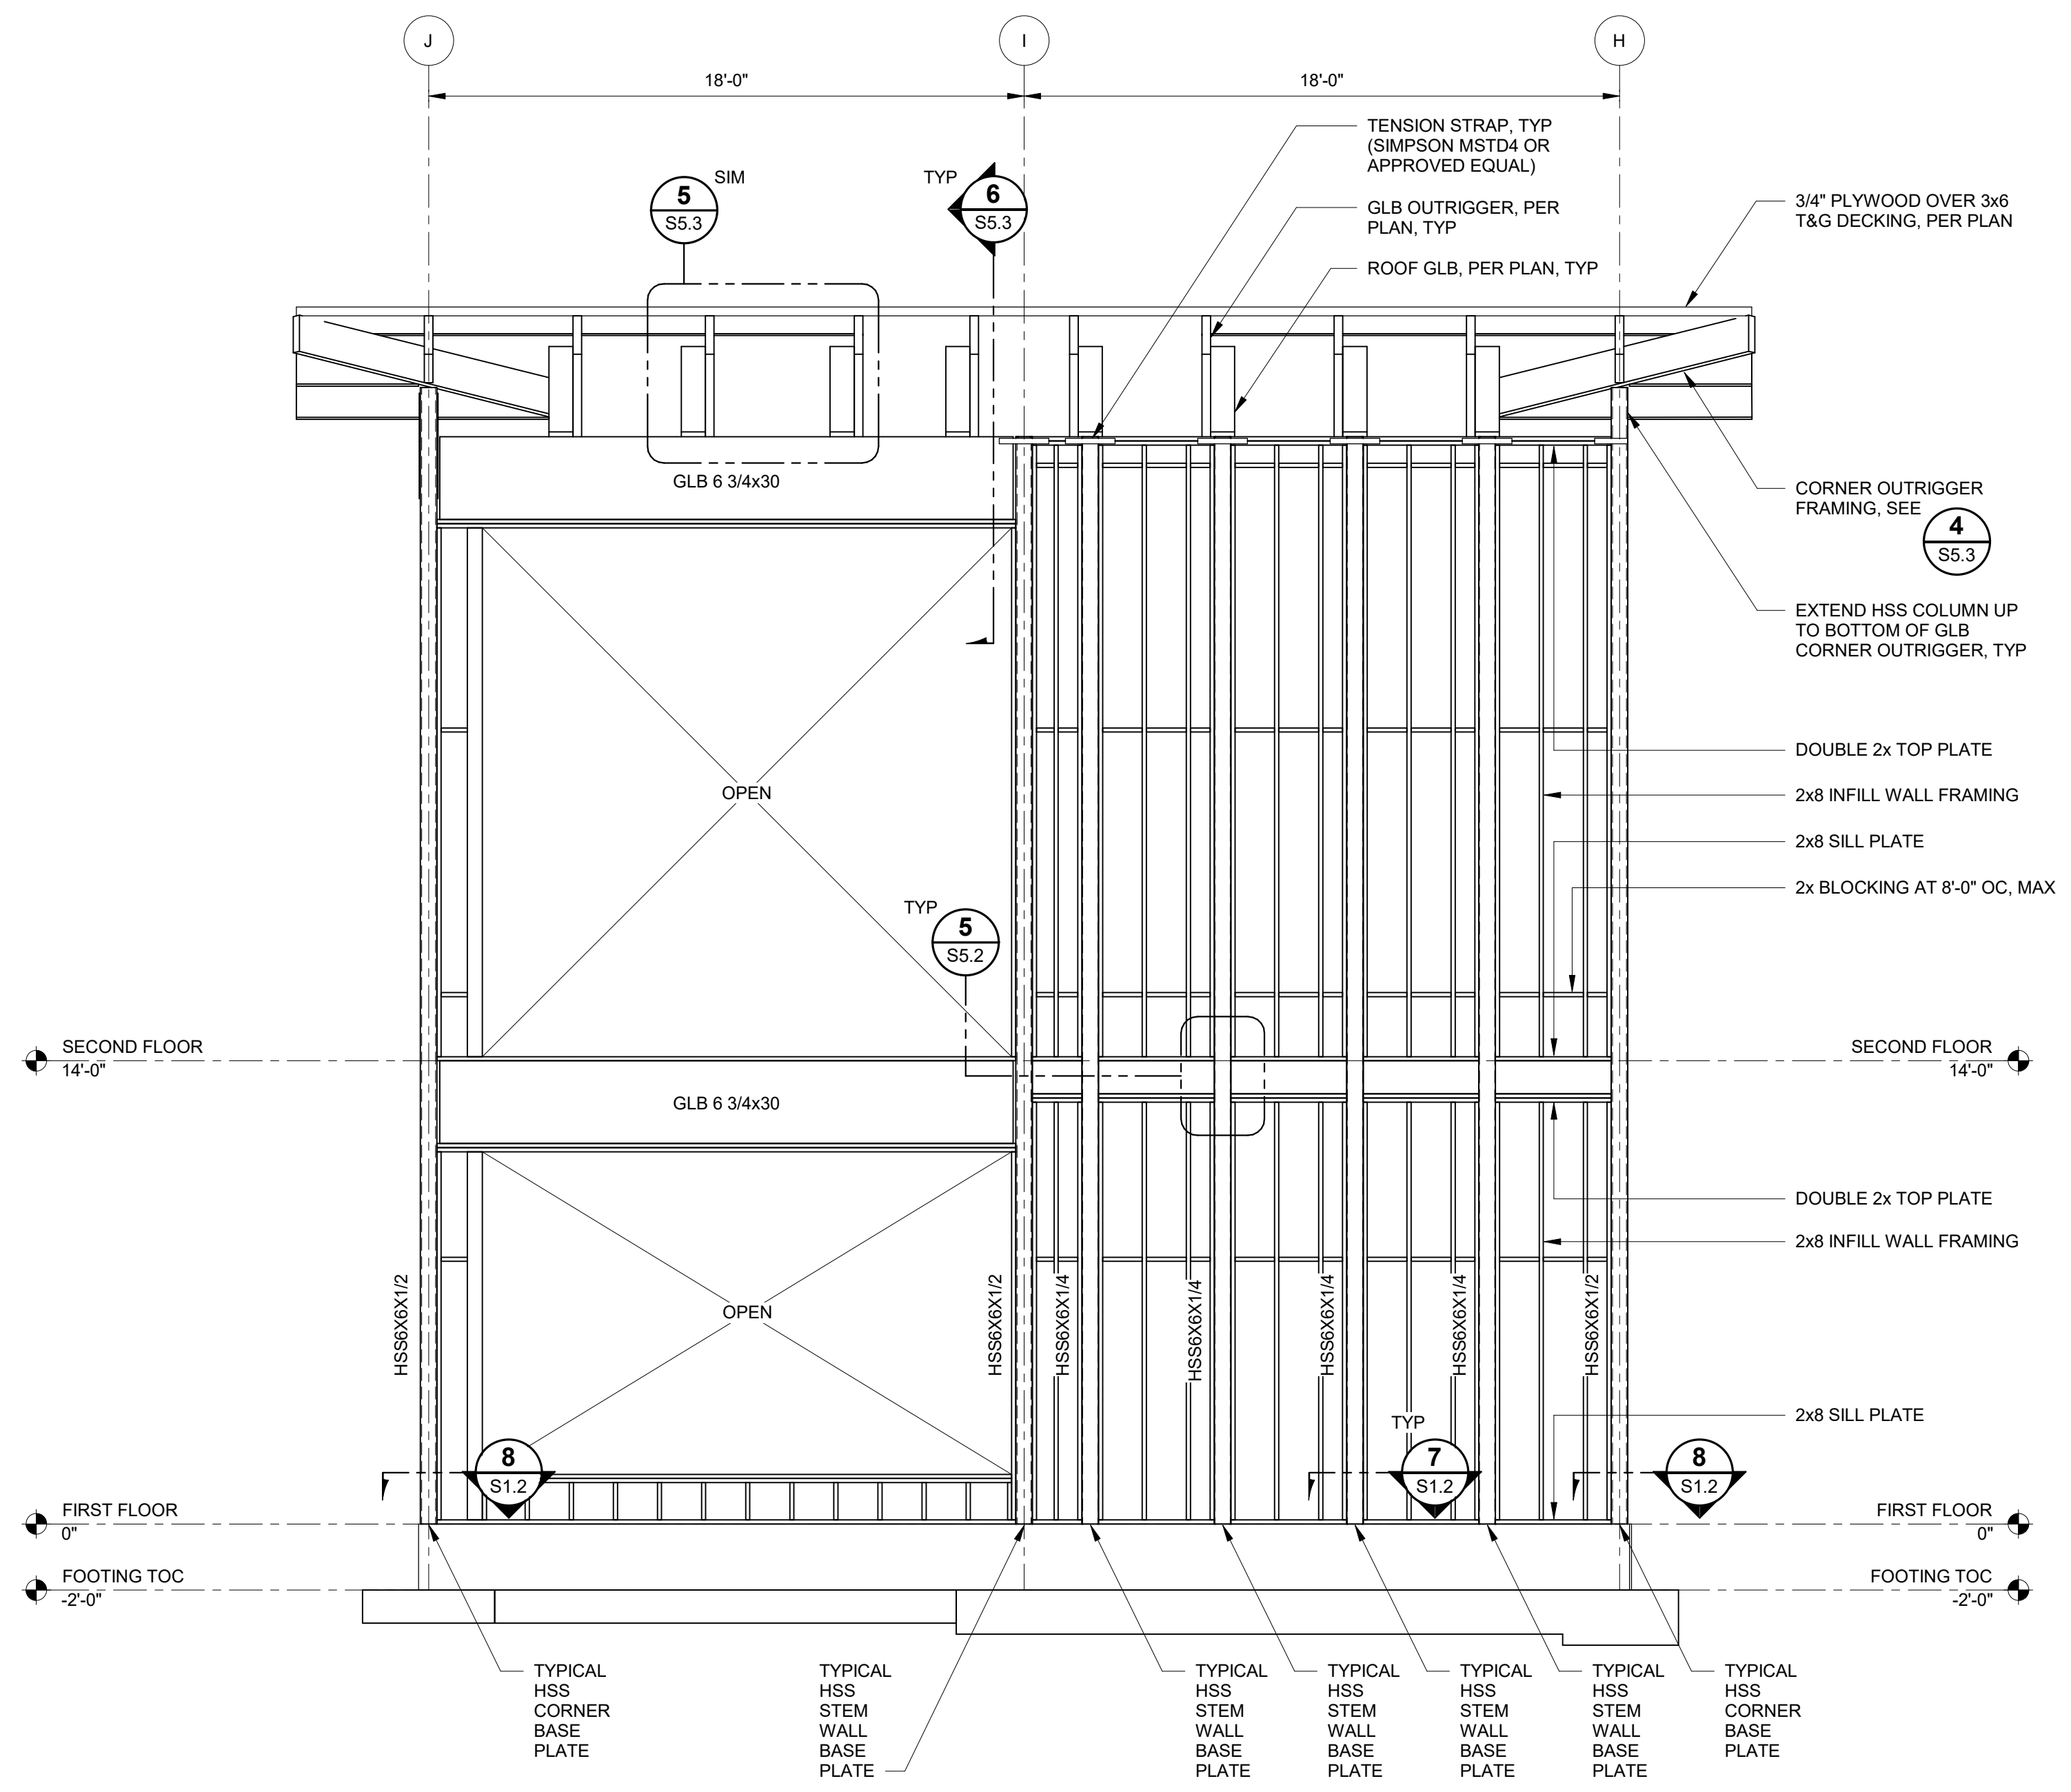 J
I
H
18'-0"
18'-0"
TENSION STRAP, TYP
(SIMPSON MSTD4 OR
APPROVED EQUAL)
GLB OUTRIGGER, PER
PLAN, TYP
ROOF GLB, PER PLAN, TYP
3/4" PLYWOOD OVER 3x6
T&G DECKING, PER PLAN
5
S5.3
SIM
TYP
6
S5.3
GLB 6 3/4x30
CORNER OUTRIGGER
FRAMING, SEE
4
S5.3
EXTEND HSS COLUMN UP
TO BOTTOM OF GLB
CORNER OUTRIGGER, TYP
DOUBLE 2x TOP PLATE
OPEN
2x8 INFILL WALL FRAMING
2x8 SILL PLATE
2x BLOCKING AT 8'-0" OC, MAX
TYP
5
S5.2
SECOND FLOOR
14'-0"
SECOND FLOOR
14'-0"
GLB 6 3/4x30
DOUBLE 2x TOP PLATE
2x8 INFILL WALL FRAMING
OPEN
HSS6X6X1/2
HSS6X6X1/2
HSS6X6X1/4
HSS6X6X1/4
HSS6X6X1/4
HSS6X6X1/4
HSS6X6X1/2
2x8 SILL PLATE
8
S1.2
TYP
7
S1.2
8
S1.2
FIRST FLOOR
0"
FIRST FLOOR
0"
FOOTING TOC
-2'-0"
FOOTING TOC
-2'-0"
TYPICAL
HSS
CORNER
BASE
PLATE
TYPICAL
HSS
STEM
WALL
BASE
PLATE
TYPICAL
HSS
STEM
WALL
BASE
PLATE
TYPICAL
HSS
STEM
WALL
BASE
PLATE
TYPICAL
HSS
STEM
WALL
BASE
PLATE
TYPICAL
HSS
STEM
WALL
BASE
PLATE
TYPICAL
HSS
CORNER
BASE
PLATE